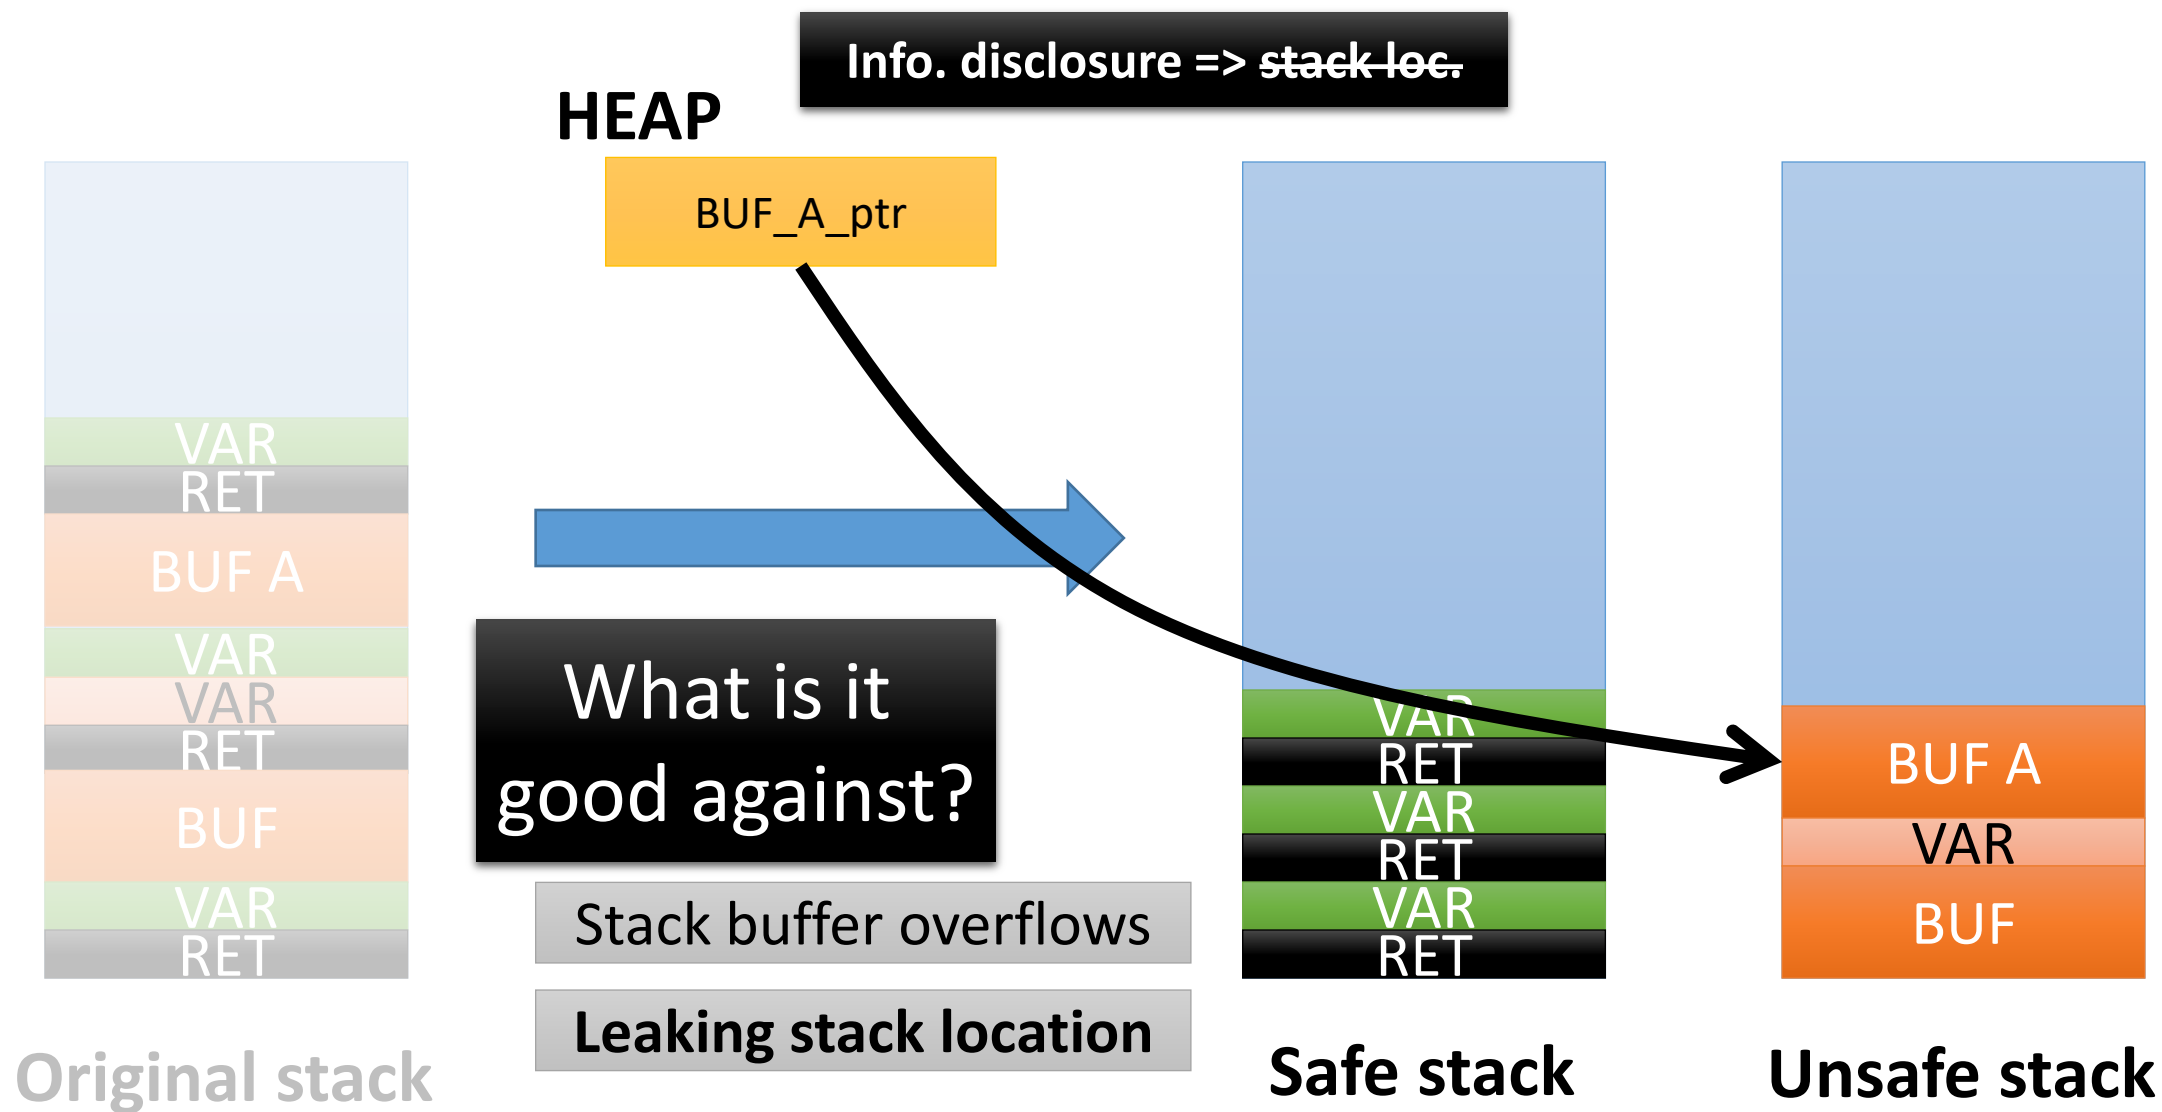 Info. disclosure => stack loc.
HEAP
BUF_A_ptr
VAR
RET
BUF A
VAR
VAR
RET
BUF
VAR
RET
Original stack
What is it
good against?
Stack buffer overflows
Leaking stack location
VAR
RET
VAR
RET
VAR
RET
Safe stack
BUF A
VAR
BUF
Unsafe stack